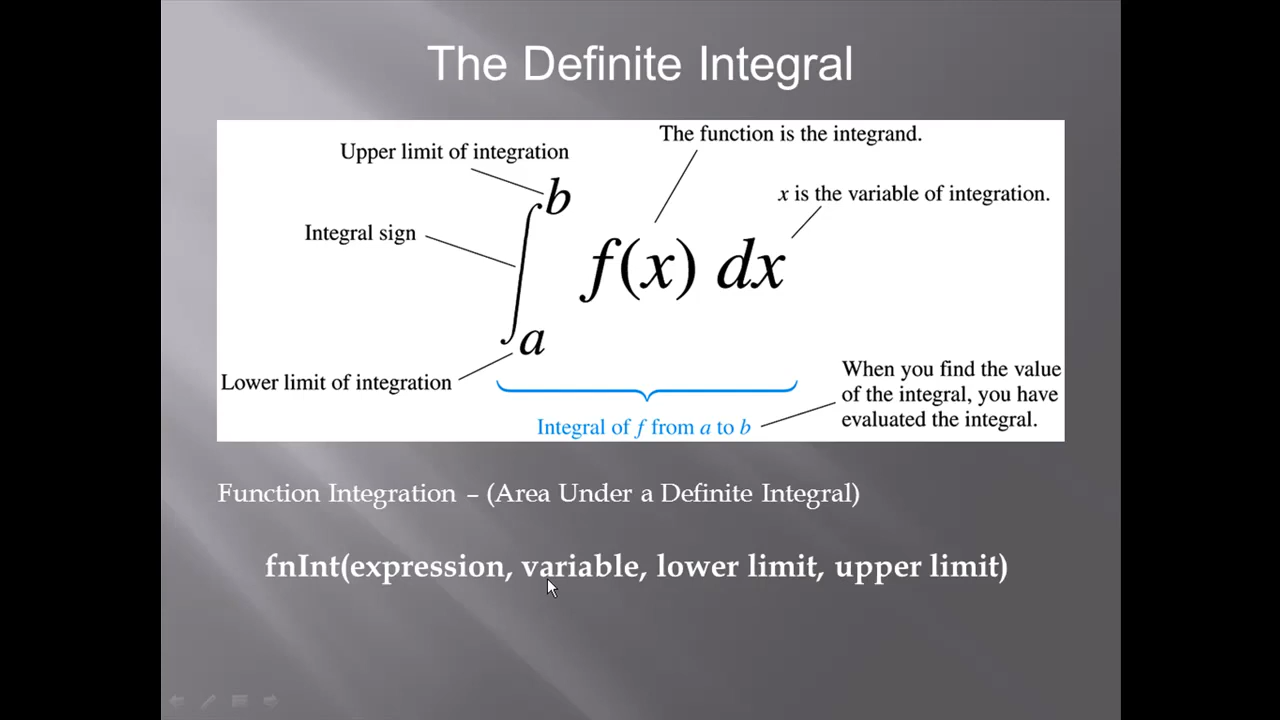 The Definite Integral
The function is the integrand.
Upper limit of integration
x is the variable of integration.
b
Integral sign
∫ f(x) dx
a
Lower limit of integration
When you find the value
of the integral, you have
evaluated the integral.
Integral of f from a to b
Function Integration – (Area Under a Definite Integral)
fnInt(expression, variable, lower limit, upper limit)